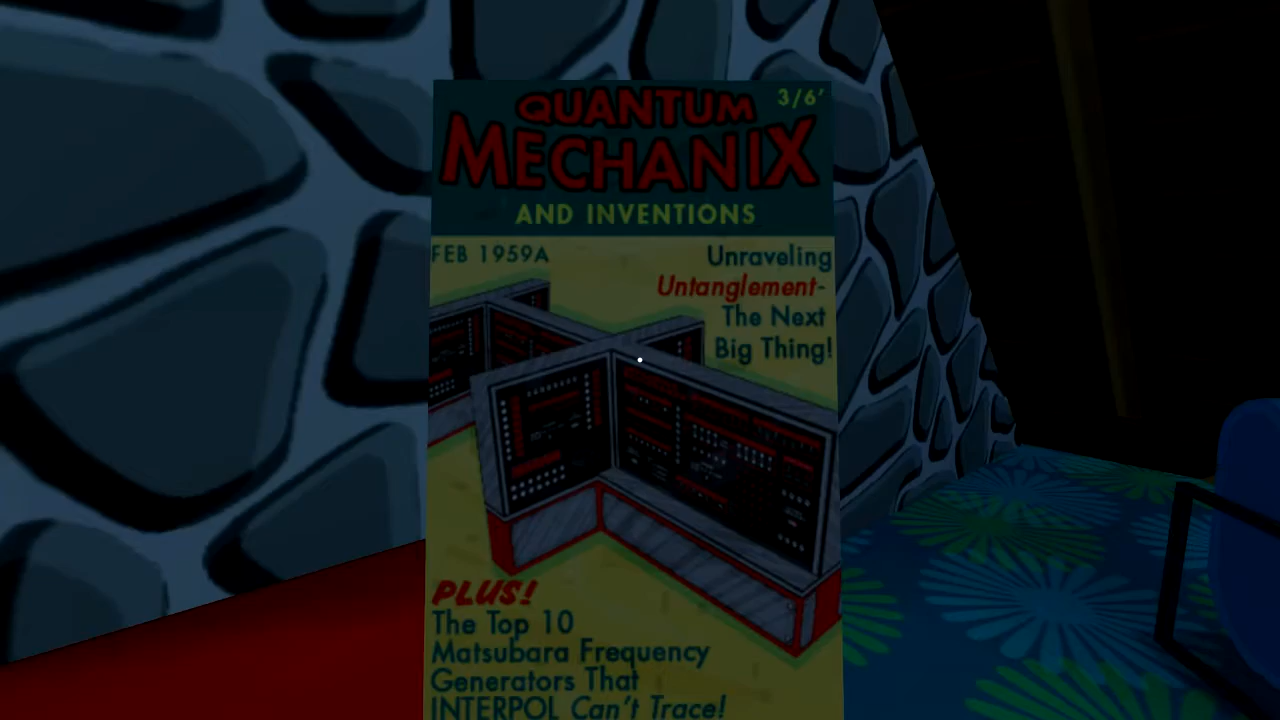 QUANTUM 3/6'
MECHANIX
AND INVENTIONS
FEB 1959A
Unraveling
Untanglement-
The Next
Big Thing!
PLUS!
The Top 10
Matsubara Frequency
Generators That
INTERPOL Can't Trace!